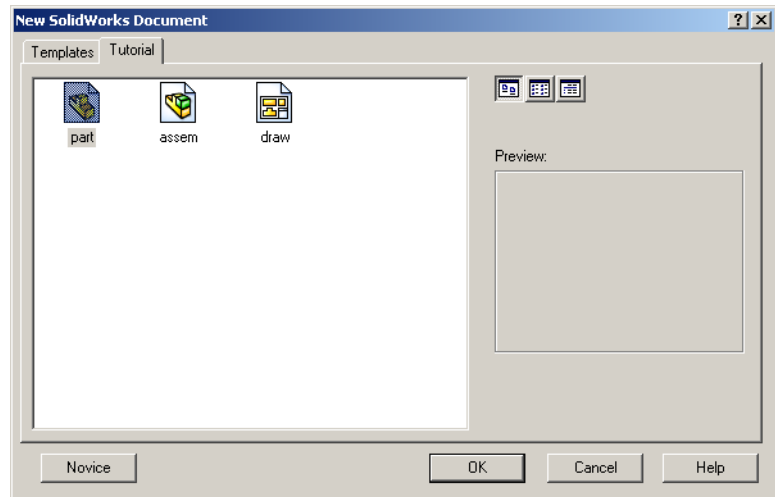 New SolidWorks Document
Templates Tutorial
part assem draw
Preview:
Novice OK Cancel Help